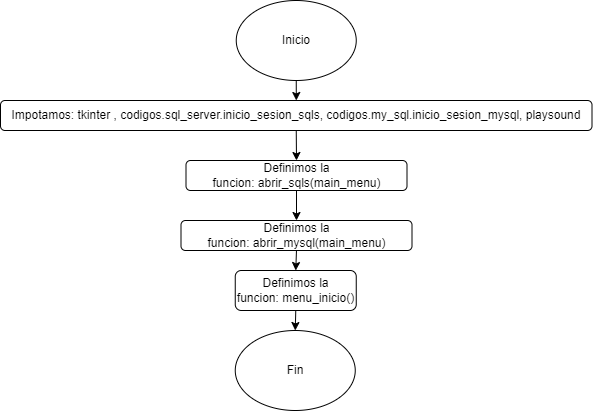 Inicio
Impotamos: tkinter , codigos.sql_server.inicio_sesion_sqls, codigos.my_sql.inicio_sesion_mysql, playsound
Definimos la
funcion: abrir_sqls(main_menu)
Definimos la
funcion: abrir_mysql(main_menu)
Definimos la
funcion: menu_inicio()
Fin